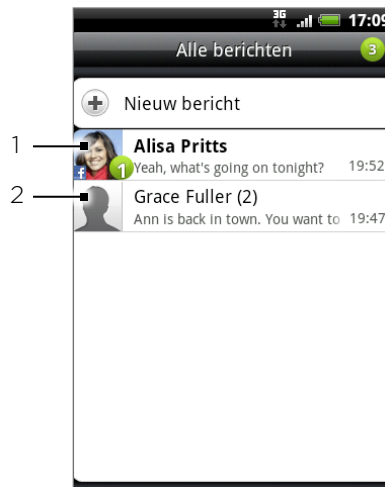 3G 17:09
Alle berichten 3
Nieuw bericht
1 Alisa Pritts
f 1 Yeah, what's going on tonight? 19:52
2 Grace Fuller (2)
Ann is back in town. You want to 19:47